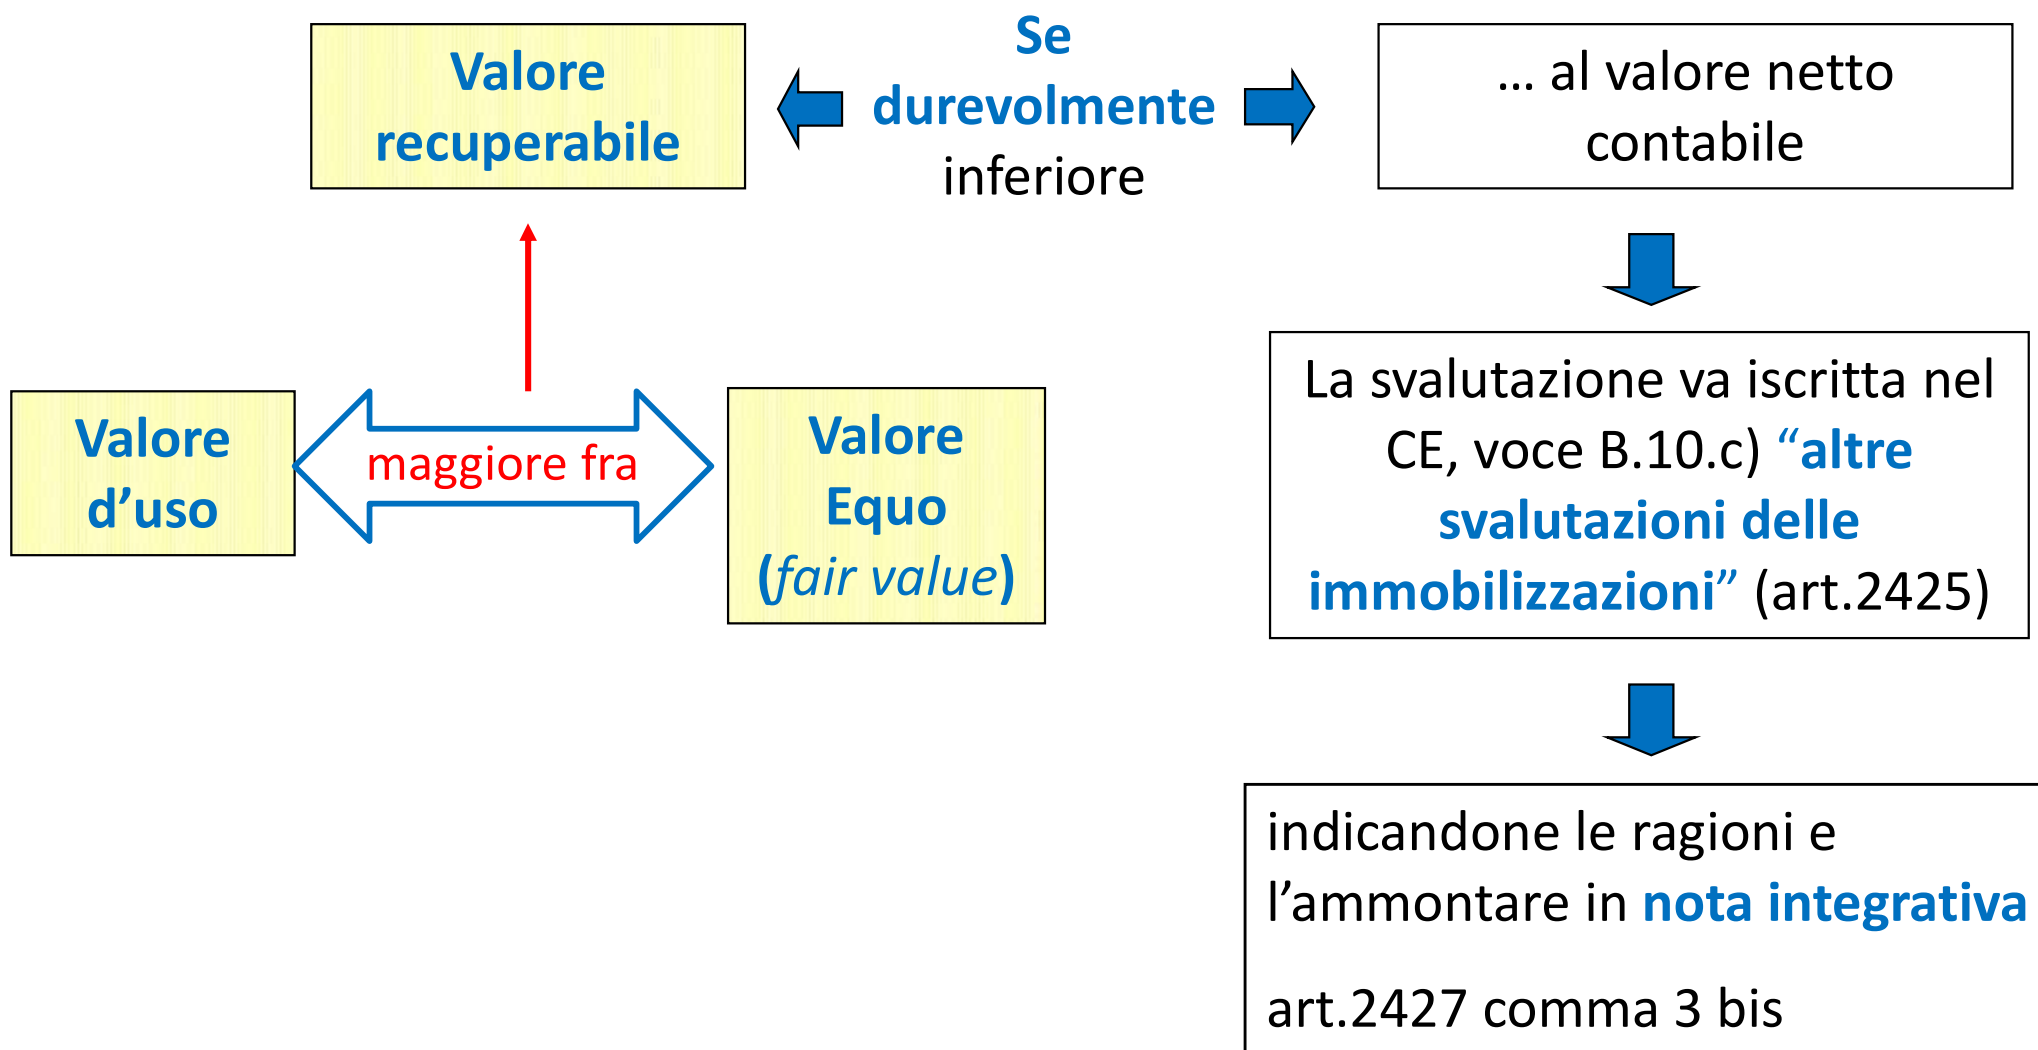 Valore
recuperabile
Se
durevolmente
inferiore
... al valore netto
contabile
Valore
d’uso
maggiore fra
Valore
Equo
(fair value)
La svalutazione va iscritta nel
CE, voce B.10.c) “altre
svalutazioni delle
immobilizzazioni” (art.2425)
indicandone le ragioni e
l’ammontare in nota integrativa
art.2427 comma 3 bis